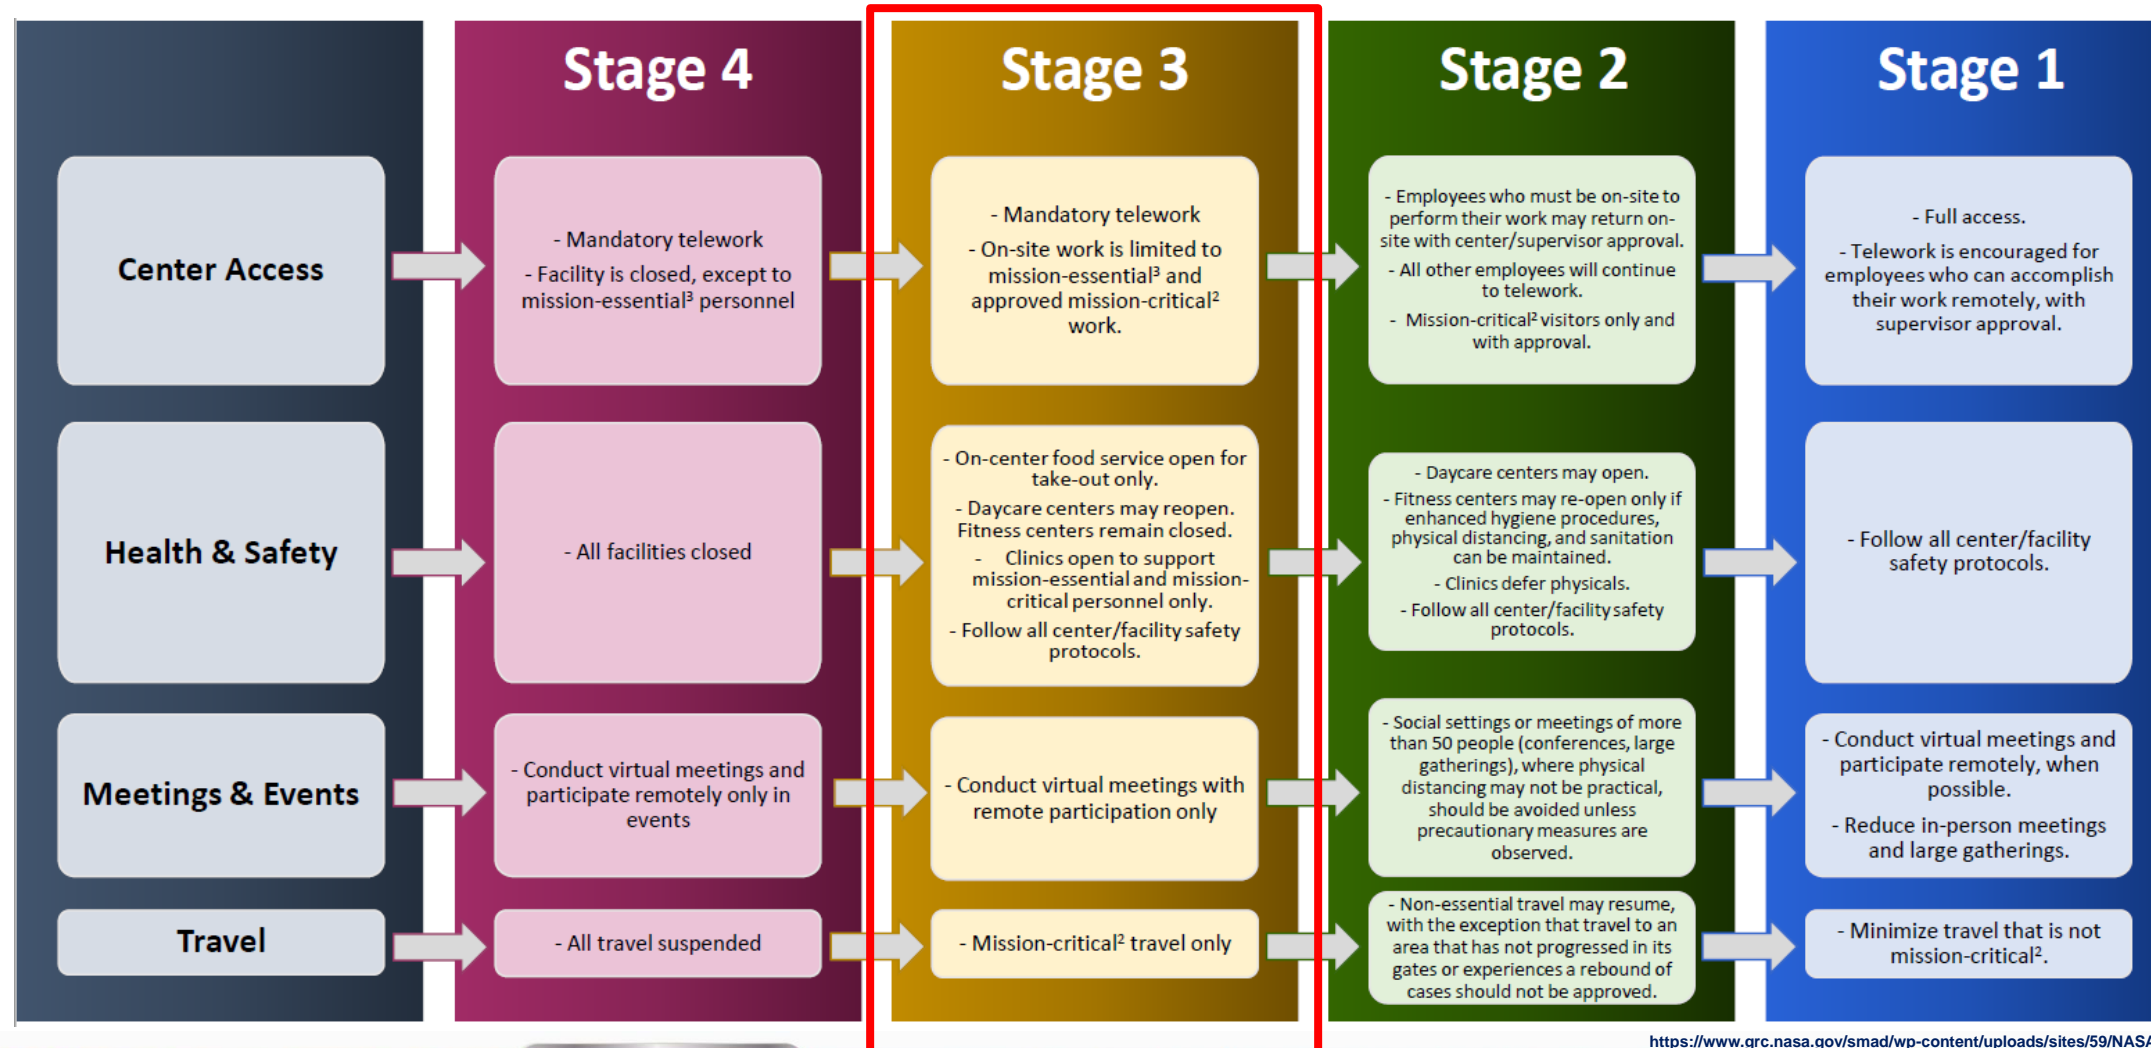 Stage 4
Stage 3
Stage 2
Stage 1
Center Access
- Mandatory telework
- Facility is closed, except to
mission-essential³ personnel
- Mandatory telework
- On-site work is limited to
mission-essential³ and
approved mission-critical²
work.
- Employees who must be on-site to
perform their work may return on-
site with center/supervisor approval.
- All other employees will continue
to telework.
- Mission-critical² visitors only and
with approval.
- Full access.
- Telework is encouraged for
employees who can accomplish
their work remotely, with
supervisor approval.
Health & Safety
- All facilities closed
- On-center food service open for
take-out only.
- Daycare centers may reopen.
Fitness centers remain closed.
- Clinics open to support
mission-essential and mission-
critical personnel only.
- Follow all center/facility safety
protocols.
- Daycare centers may open.
- Fitness centers may re-open only if
enhanced hygiene procedures,
physical distancing, and sanitation
can be maintained.
- Clinics defer physicals.
- Follow all center/facility safety
protocols.
- Follow all center/facility
safety protocols.
Meetings & Events
- Conduct virtual meetings and
participate remotely only in
events
- Conduct virtual meetings with
remote participation only
- Social settings or meetings of more
than 50 people (conferences, large
gatherings), where physical
distancing may not be practical,
should be avoided unless
precautionary measures are
observed.
- Conduct virtual meetings and
participate remotely, when
possible.
- Reduce in-person meetings
and large gatherings.
Travel
- All travel suspended
- Mission-critical² travel only
- Non-essential travel may resume,
with the exception that travel to an
area that has not progressed in its
gates or experiences a rebound of
cases should not be approved.
- Minimize travel that is not
mission-critical².
https://www.grc.nasa.gov/smad/wp-content/uploads/sites/59/NASA